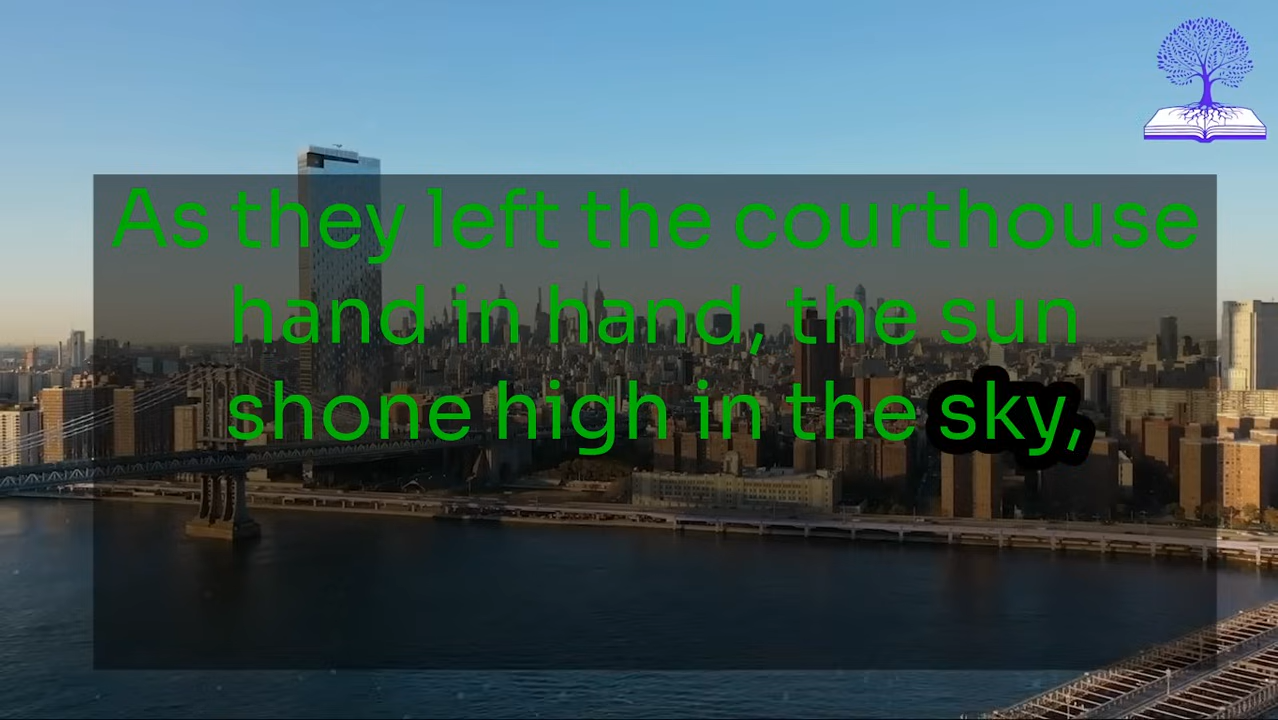 As they left the courthouse
hand in hand, the sun
shone high in the sky,